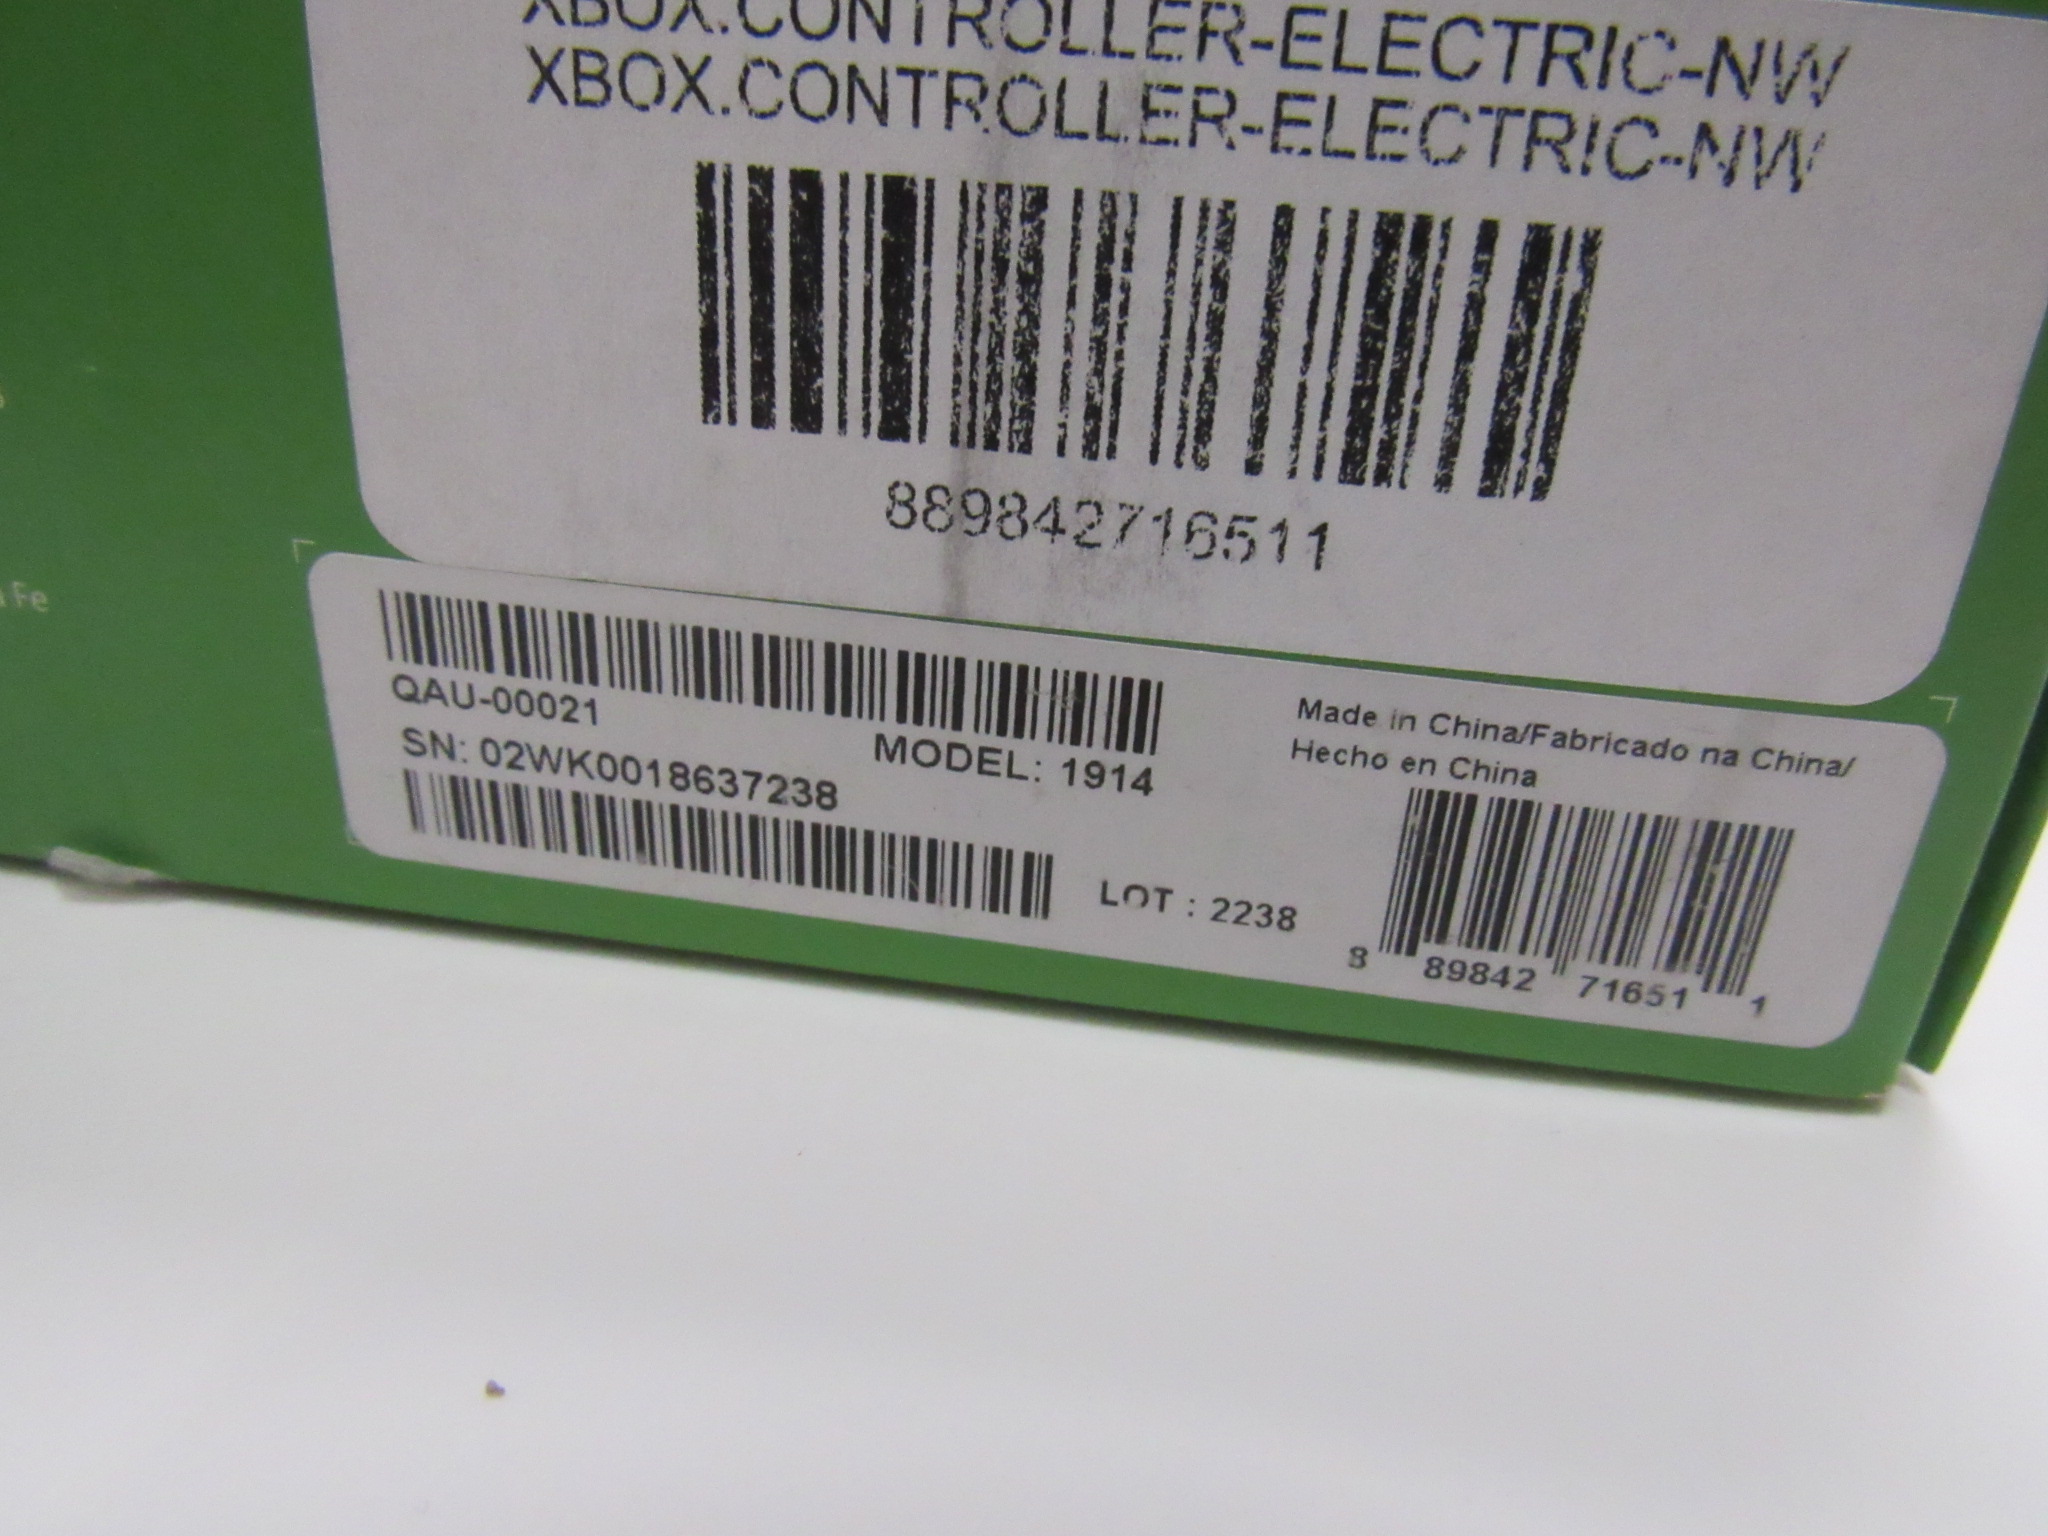 XBOX.CONTROLLER-ELECTRIC-NW
XBOX.CONTROLLER-ELECTRIC-NW
889842716511
Fe
QAU-00021
MODEL: 1914
SN: 02WK0018637238
LOT : 2238
Made in China/Fabricado na China/
Hecho en China
8 89842 71651 1